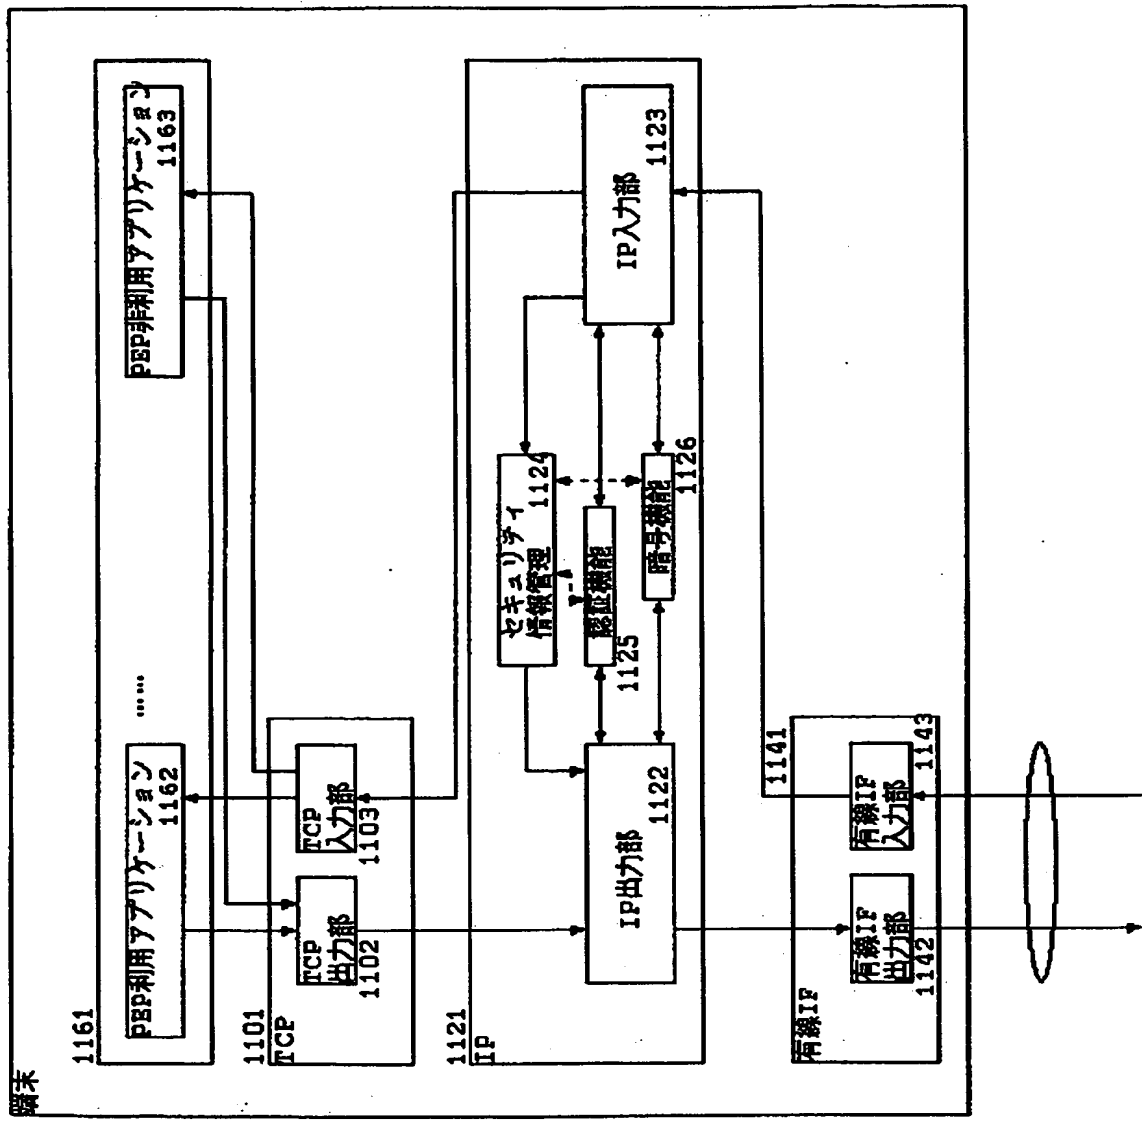 端末
1161
PEP利用アプリケーション
1162
……
PEP非利用アプリケーション
1163
1101
TCP
TCP
出力部
1102
TCP
入力部
1103
1121
IP
IP出力部
1122
セキュリティ
情報管理
1124
認証機能
1125
暗号機能
1126
IP入力部
1123
1141
有線IF
有線IF
出力部
1142
有線IF
入力部
1143